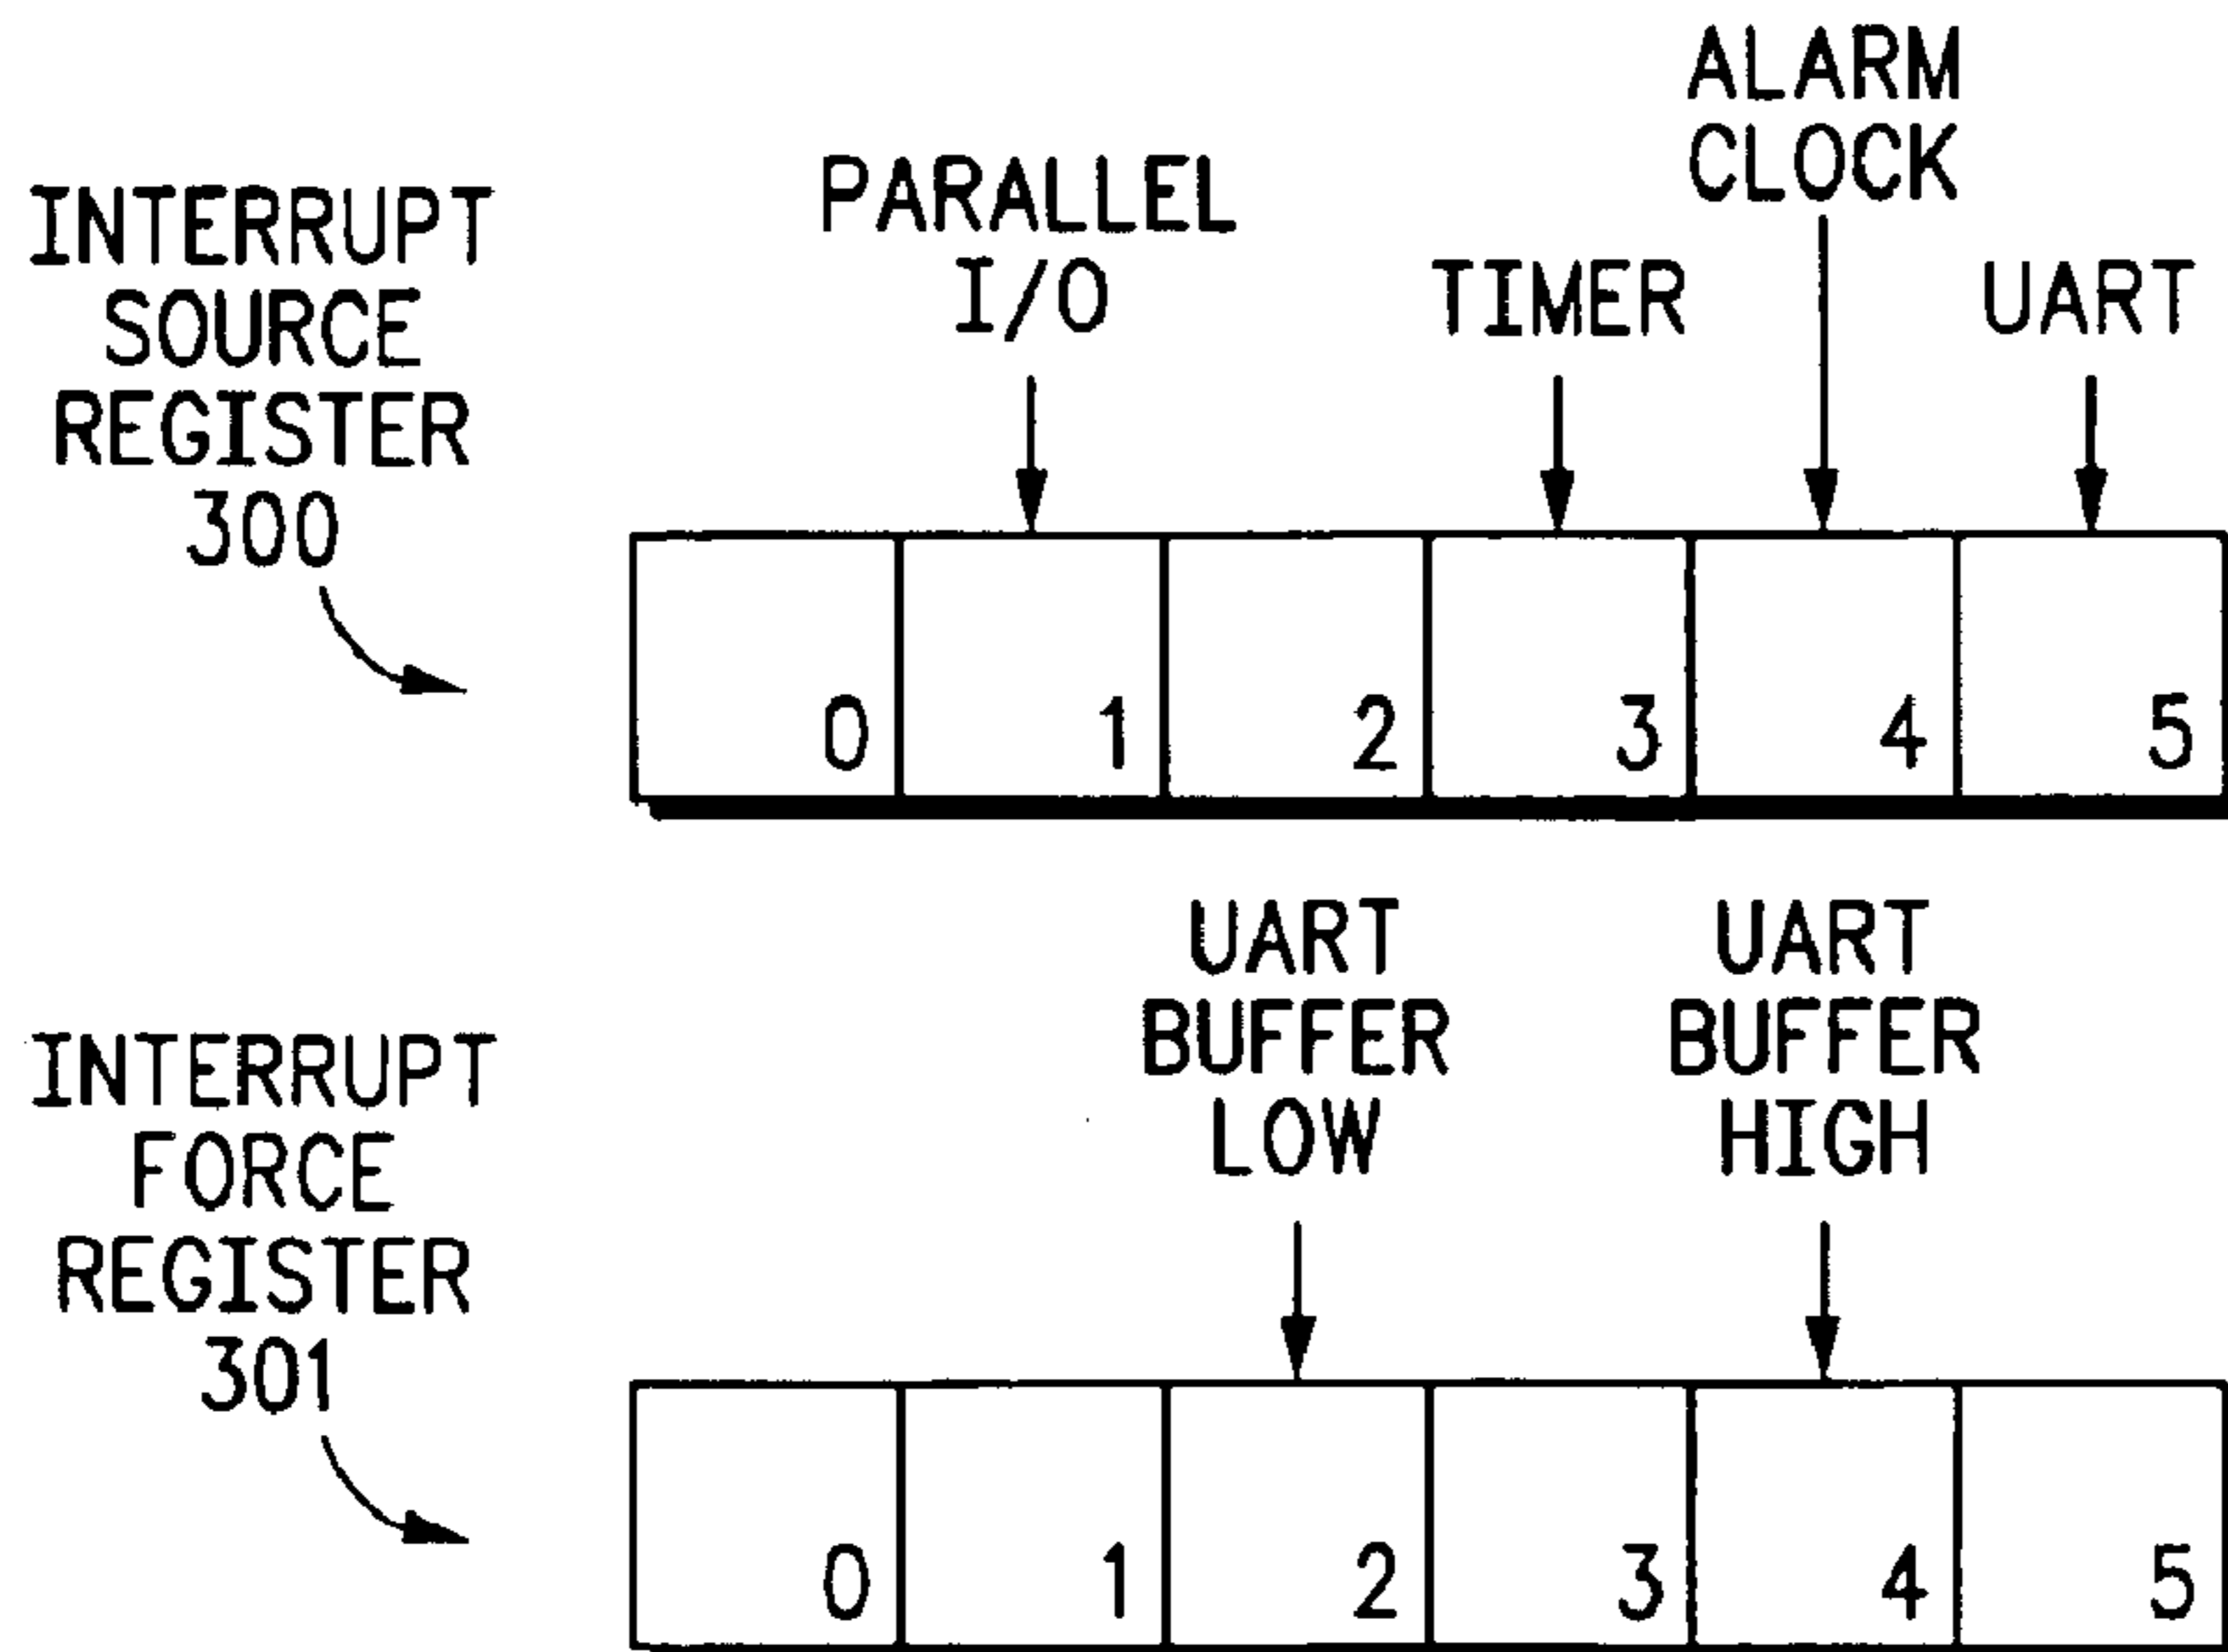 INTERRUPT
SOURCE
REGISTER
300
PARALLEL
I/O
TIMER
ALARM
CLOCK
UART
0 1 2 3 4 5
INTERRUPT
FORCE
REGISTER
301
UART
BUFFER
LOW
UART
BUFFER
HIGH
0 1 2 3 4 5